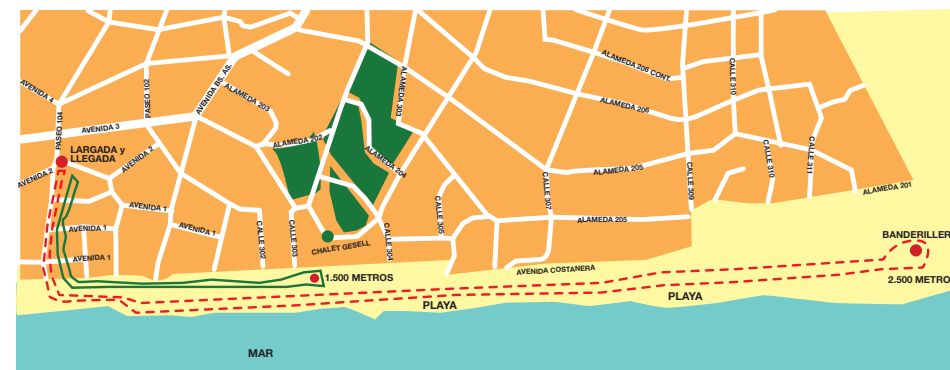 AVENIDA 4
PASEO 104
PASEO 102
AVENIDA BS. AS.
ALAMEDA 203
ALAMEDA 303
ALAMEDA 206 CONT.
CALLE 310
ALAMEDA 206
AVENIDA 3
LARGADA y
LLEGADA
AVENIDA 2
AVENIDA 2
ALAMEDA 202
ALAMEDA 204
ALAMEDA 205
CALLE 309
CALLE 310
CALLE 311
ALAMEDA 201
AVENIDA 1
AVENIDA 1
AVENIDA 1
AVENIDA 1
CALLE 302
CALLE 303
CHALET GESELL
CALLE 304
CALLE 305
CALLE 307
ALAMEDA 205
BANDERILLER
AVENIDA COSTANERA
1.500 METROS
2.500 METRO
PLAYA
PLAYA
MAR